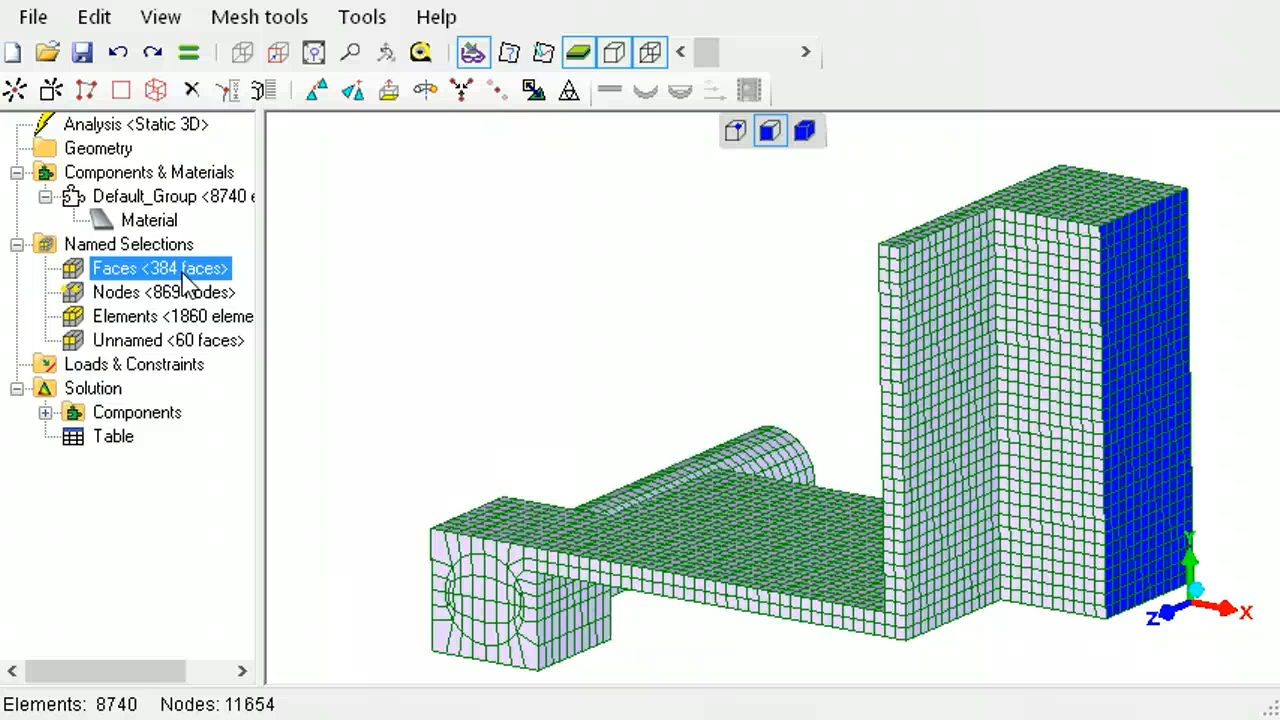 File Edit View Mesh tools Tools Help
Analysis <Static 3D>
Geometry
Components & Materials
Default_Group <8740 e
Material
Named Selections
Faces <384 faces>
Nodes <869 nodes>
Elements <1860 eleme
Unnamed <60 faces>
Loads & Constraints
Solution
Components
Table
Y
X
Z
Elements: 8740 Nodes: 11654